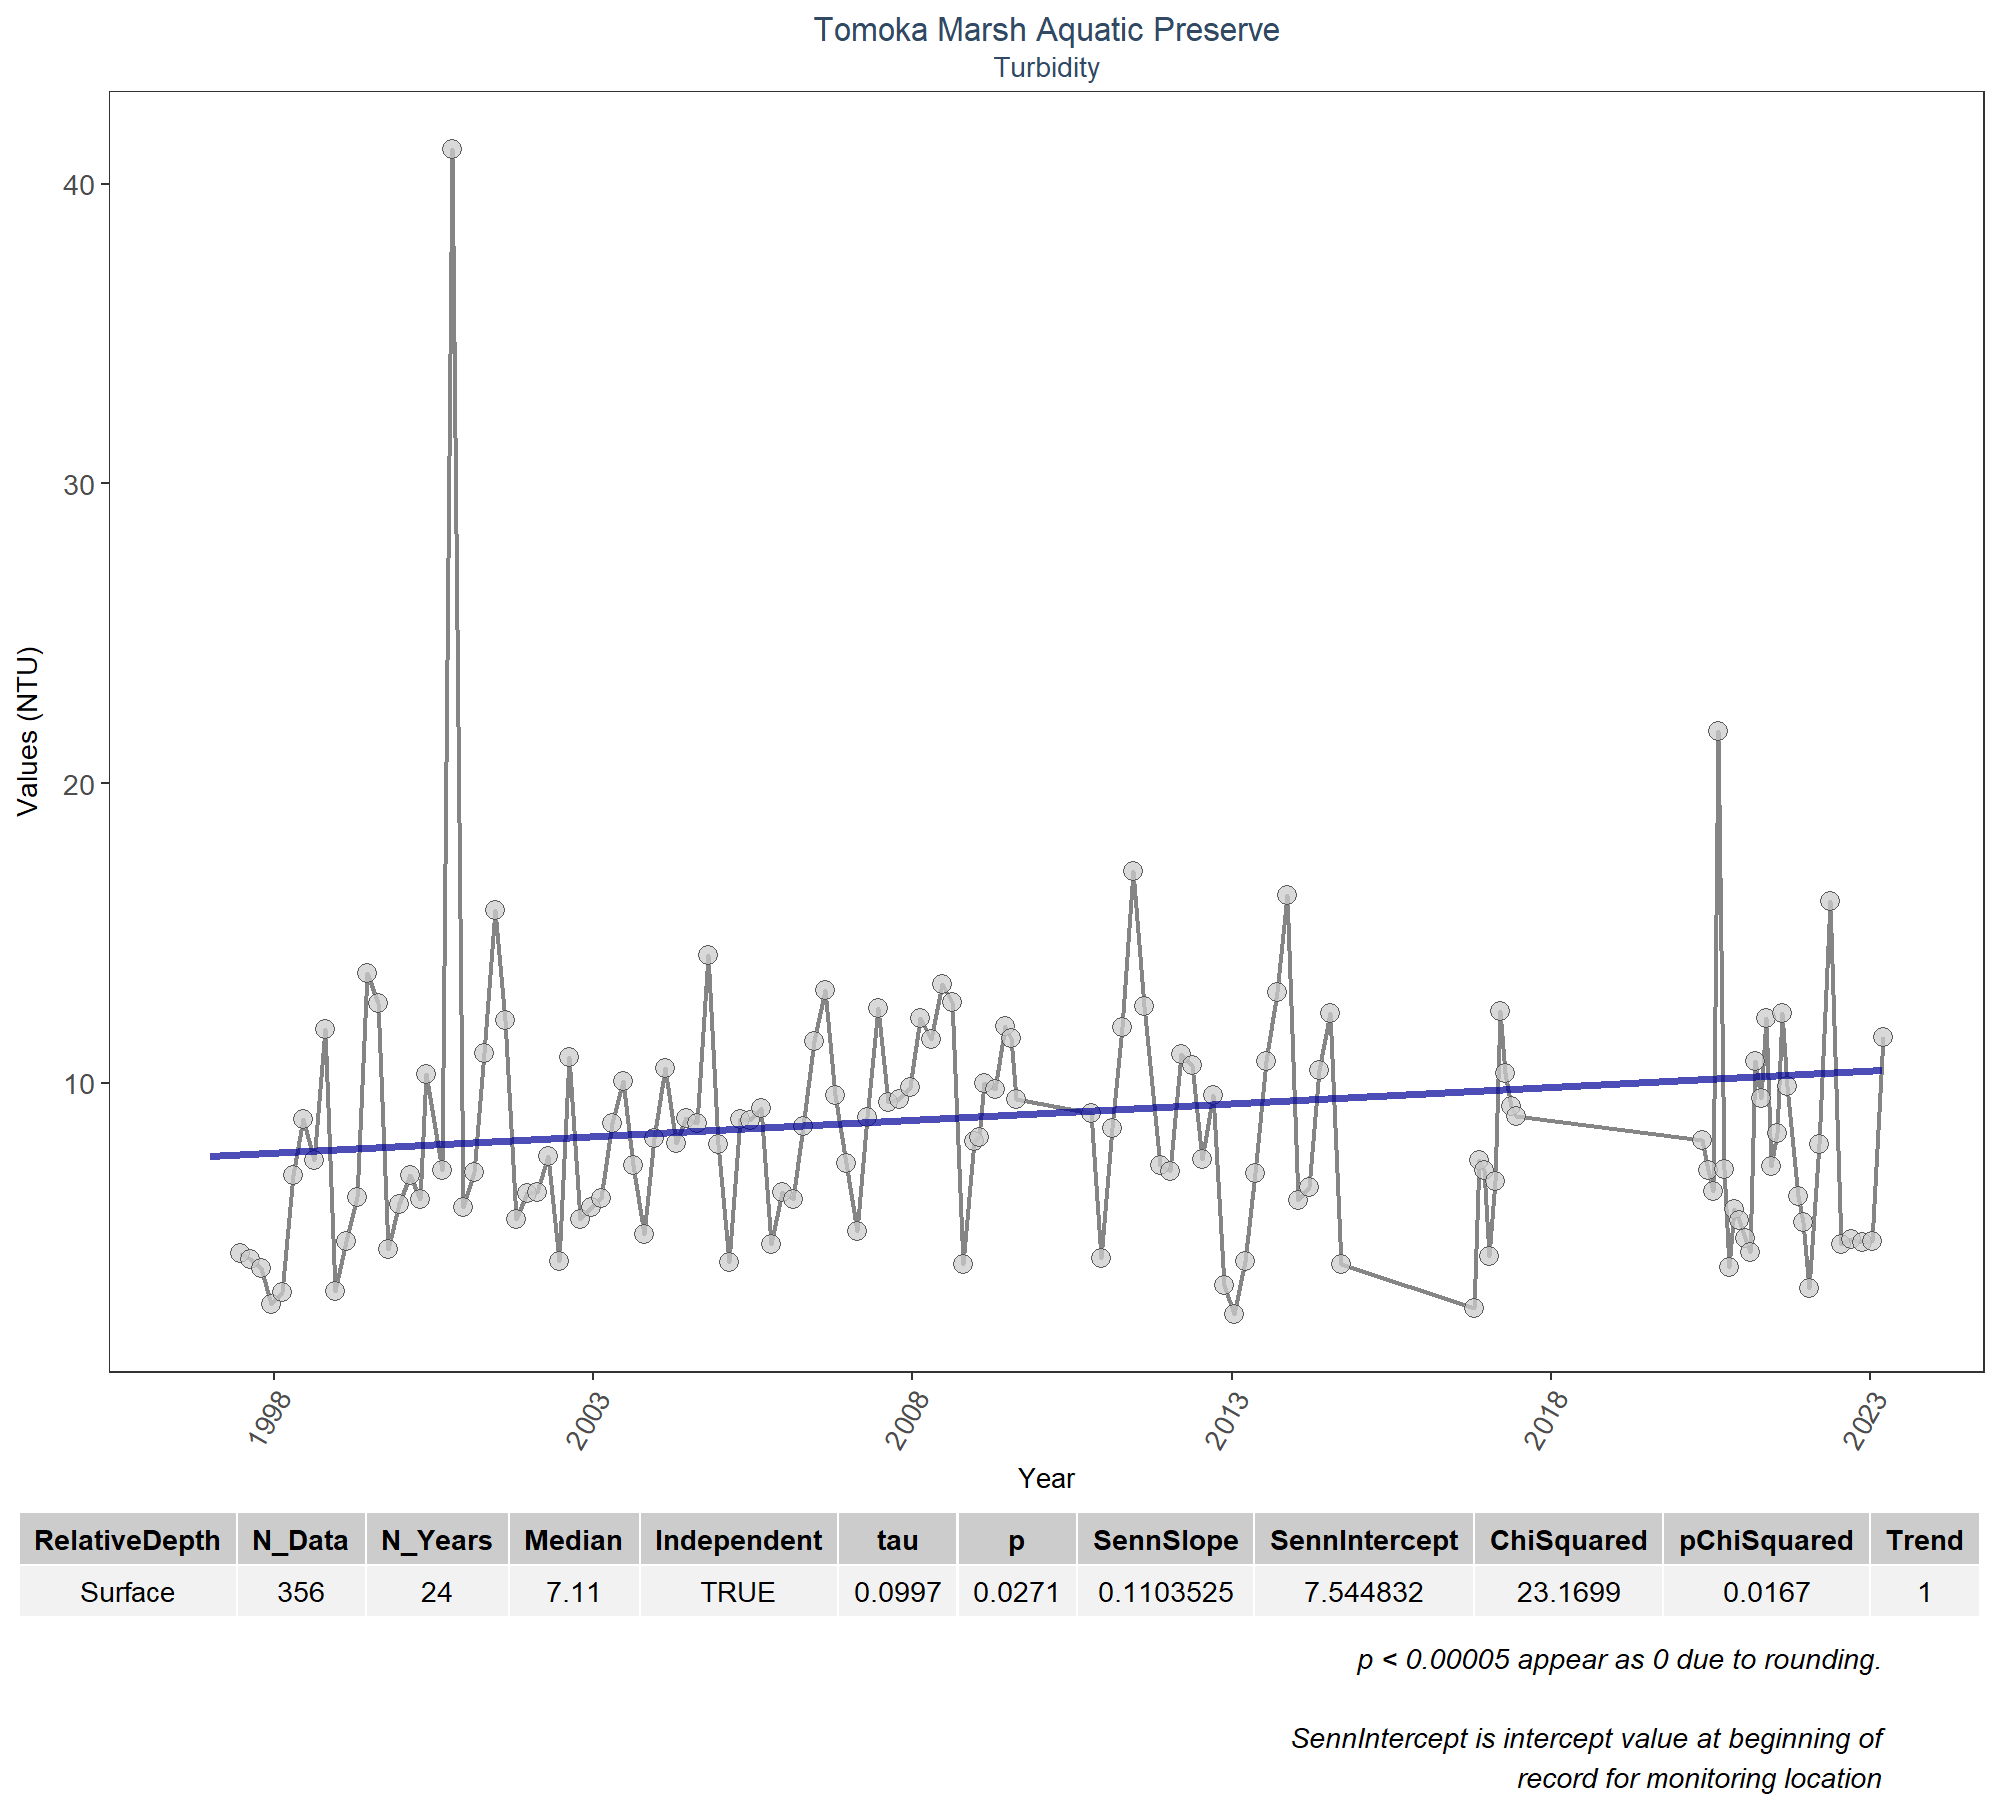 Tomoka Marsh Aquatic Preserve
Turbidity
40
30
20
10
Values (NTU)
1998
2003
2008
2013
2018
2023
Year
RelativeDepth N_Data N_Years Median Independent tau p SennSlope SennIntercept ChiSquared pChiSquared Trend
Surface 356 24 7.11 TRUE 0.0997 0.0271 0.1103525 7.544832 23.1699 0.0167 1
p < 0.00005 appear as 0 due to rounding.
SennIntercept is intercept value at beginning of
record for monitoring location